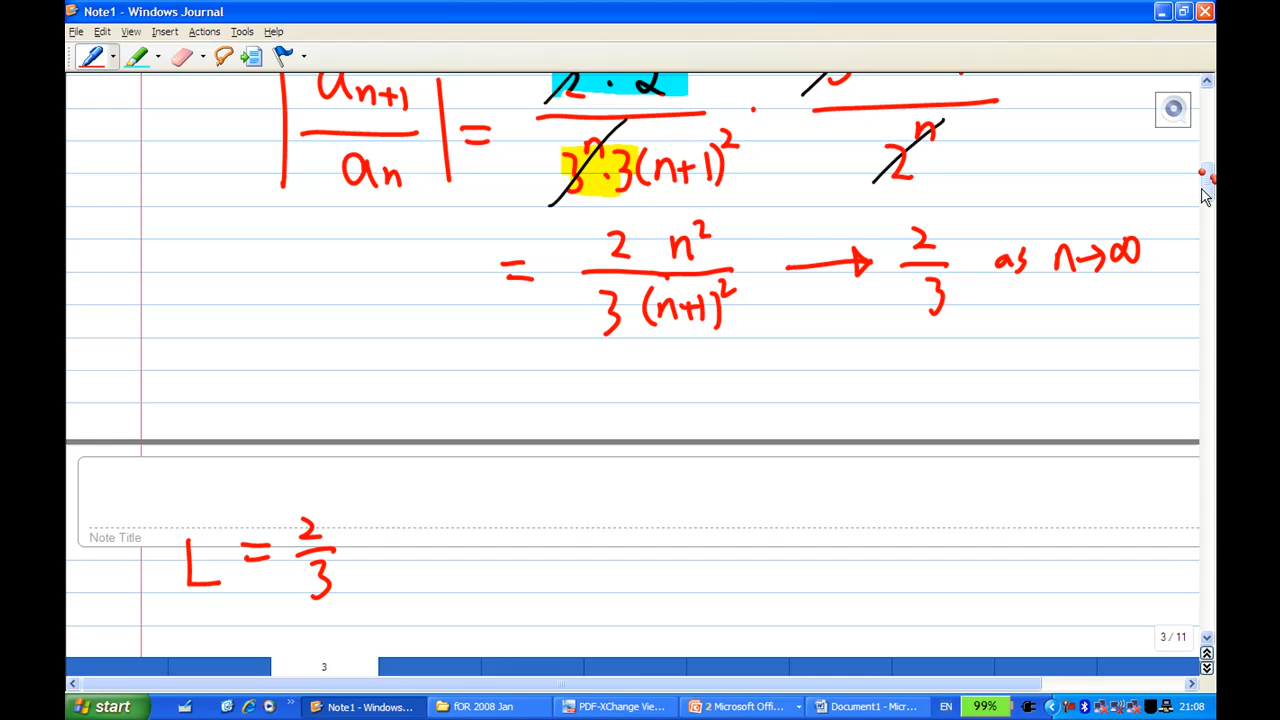 Note1 - Windows Journal
File Edit View Insert Actions Tools Help
|a_{n+1}/a_n| = 2 · 2 / 3^n · 3(n+1)^2 · / 2^n
= 2 n^2 / 3 (n+1)^2 → 2/3 as n→∞
Note Title
L = 2/3
3 / 11
3
start Note1 - Windows... fOR 2008 Jan PDF-XChange Vie... 2 Microsoft Offi... Document1 - Micr... EN 99% 21:08